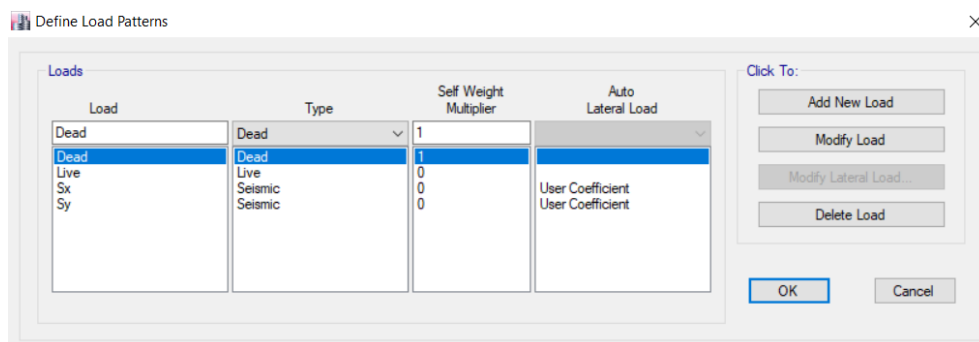 Define Load Patterns
Loads
Click To:
Load
Type
Self Weight
Multiplier
Auto
Lateral Load
Dead Dead 1
Dead Dead 1
Live Live 0
Sx Seismic 0 User Coefficient
Sy Seismic 0 User Coefficient
Add New Load
Modify Load
Modify Lateral Load...
Delete Load
OK
Cancel